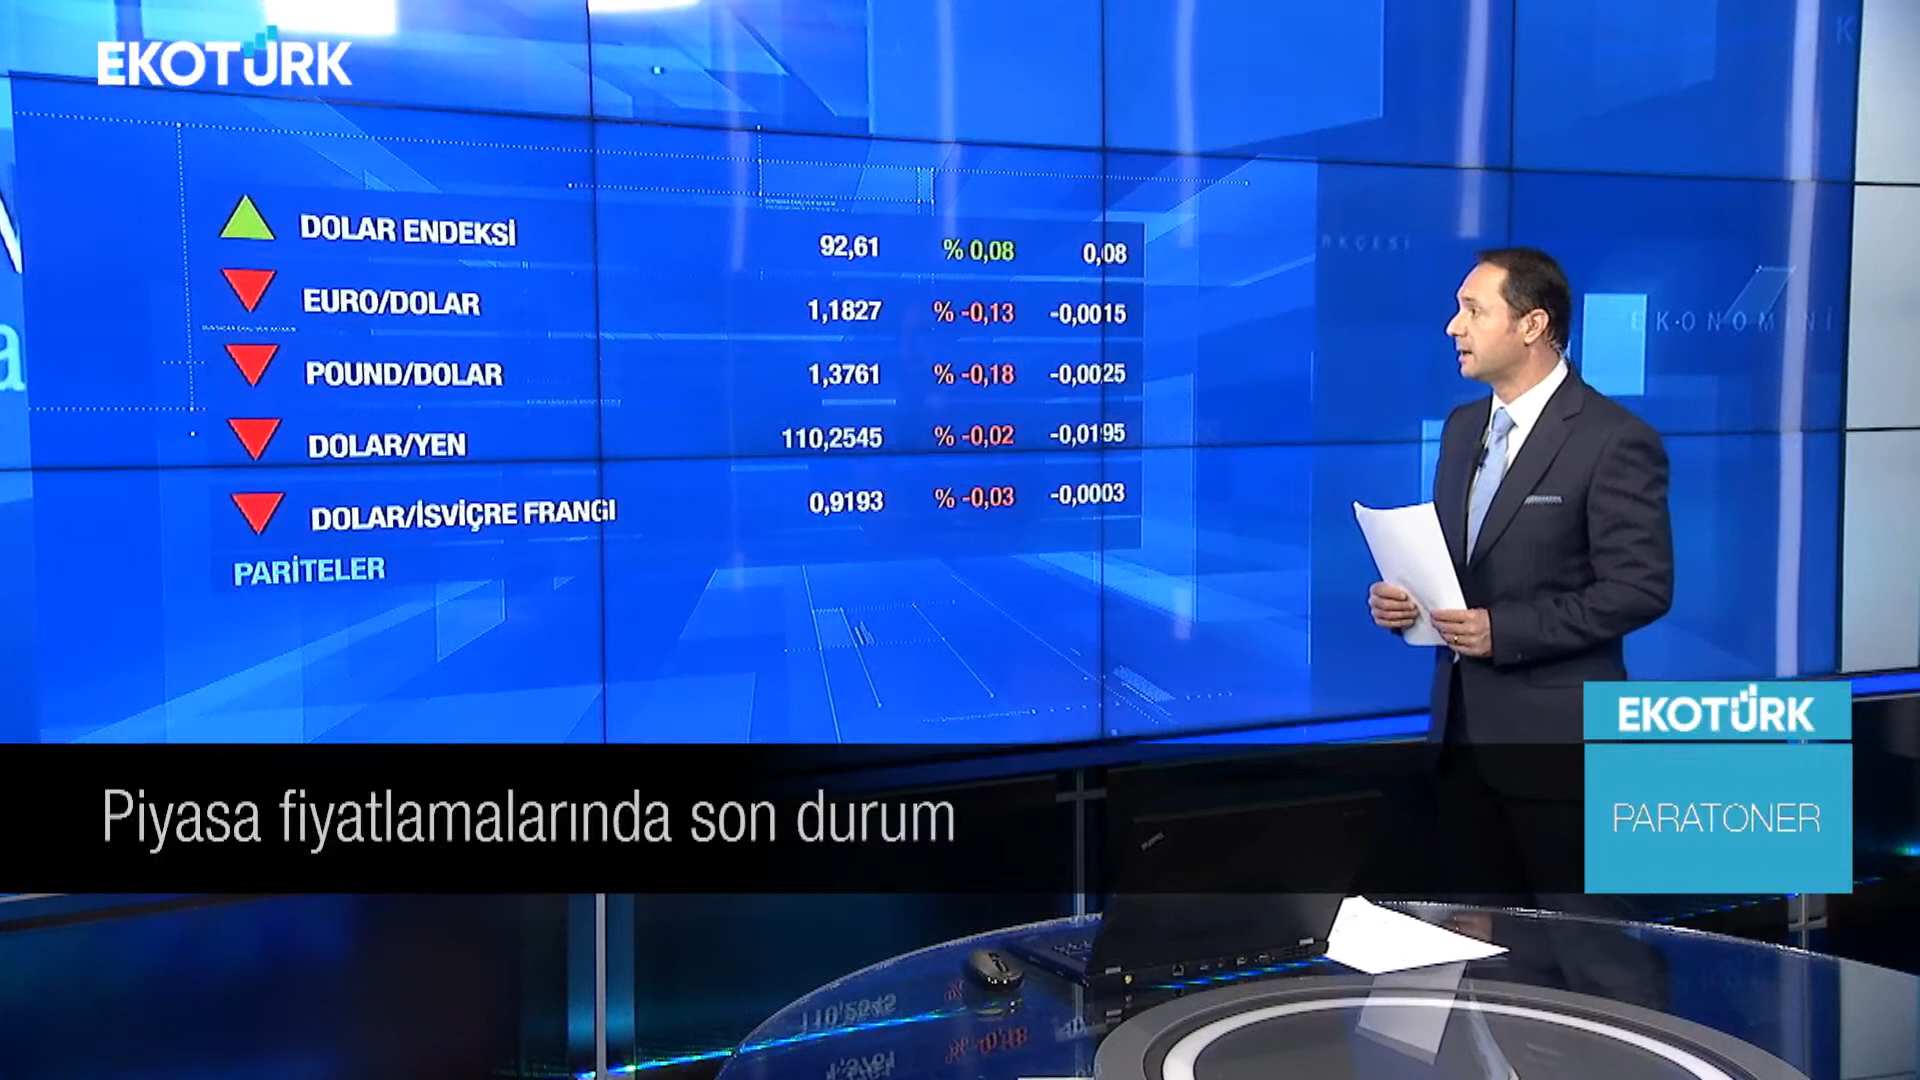 EKOTÜRK
DOLAR ENDEKSİ 92,61 % 0,08 0,08
EURO/DOLAR 1,1827 % -0,13 -0,0015
POUND/DOLAR 1,3761 % -0,18 -0,0025
DOLAR/YEN 110,2545 % -0,02 -0,0195
DOLAR/İSVİÇRE FRANGI 0,9193 % -0,03 -0,0003
PARİTELER
EKONOMİNİ
EKOTÜRK
Piyasa fiyatlamalarında son durum
PARATONER